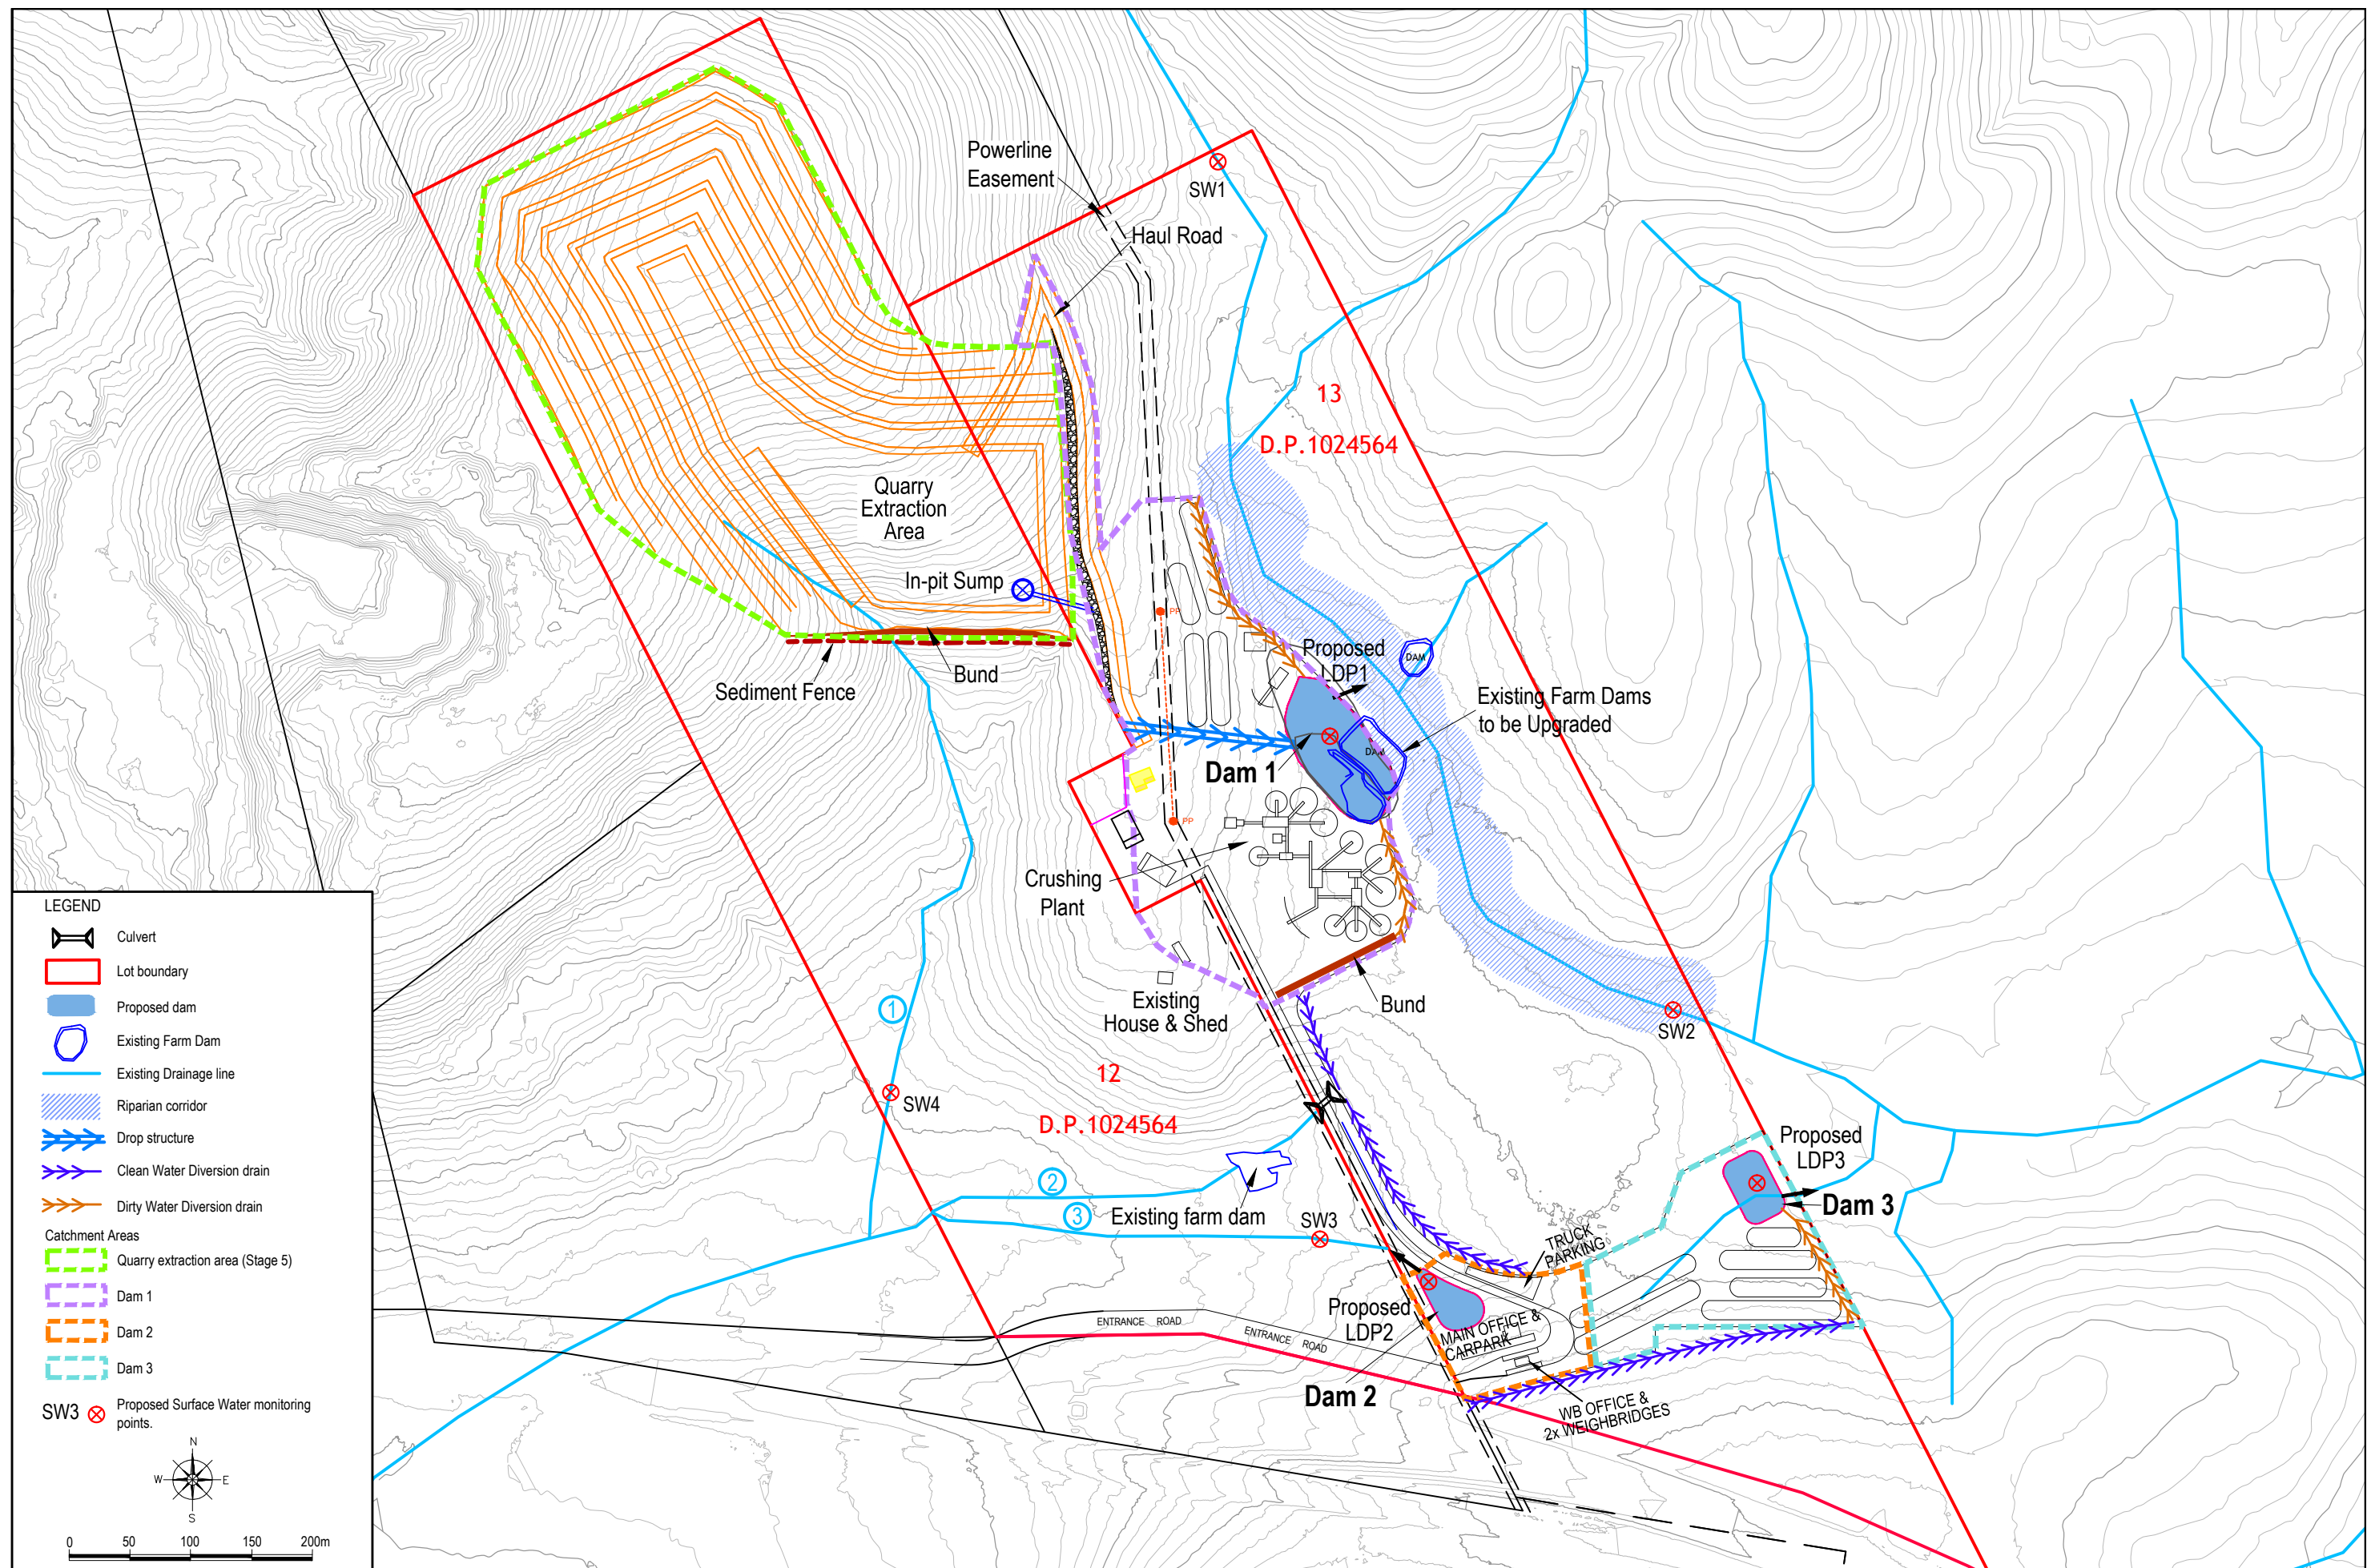 Powerline
Easement
SW1
Haul Road
13
D.P.1024564
Quarry
Extraction
Area
In-pit Sump
PP
Proposed
LDP1
DAM
Sediment Fence
Bund
Existing Farm Dams
to be Upgraded
DAM
Dam 1
PP
Crushing
Plant
Existing
House & Shed
Bund
SW2
1
12
D.P.1024564
SW4
2
3
Existing farm dam
SW3
Proposed
LDP3
Dam 3
TRUCK
PARKING
Proposed
LDP2
MAIN OFFICE &
CARPARK
ENTRANCE ROAD
ENTRANCE ROAD
Dam 2
WB OFFICE &
2x WEIGHBRIDGES
LEGEND
Culvert
Lot boundary
Proposed dam
Existing Farm Dam
Existing Drainage line
Riparian corridor
Drop structure
Clean Water Diversion drain
Dirty Water Diversion drain
Catchment Areas
Quarry extraction area (Stage 5)
Dam 1
Dam 2
Dam 3
SW3 Proposed Surface Water monitoring
points.
N
W E
S
0 50 100 150 200m